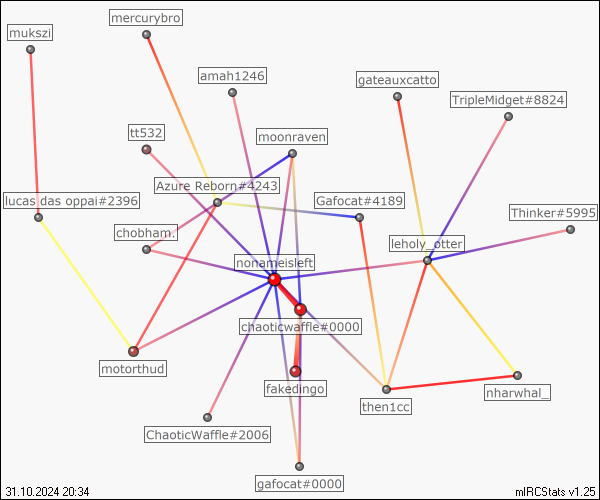 mercurybro
mukszi
amah1246
gateauxcatto
TripleMidget#8824
tt532
moonraven
Azure Reborn#4243
lucas das oppai#2396
Gafocat#4189
Thinker#5995
chobham.
leholy_otter
nonameisleft
chaoticwaffle#0000
motorthud
fakedingo
nharwhal_
then1cc
ChaoticWaffle#2006
gafocat#0000
31.10.2024 20:34
mIRCStats v1.25